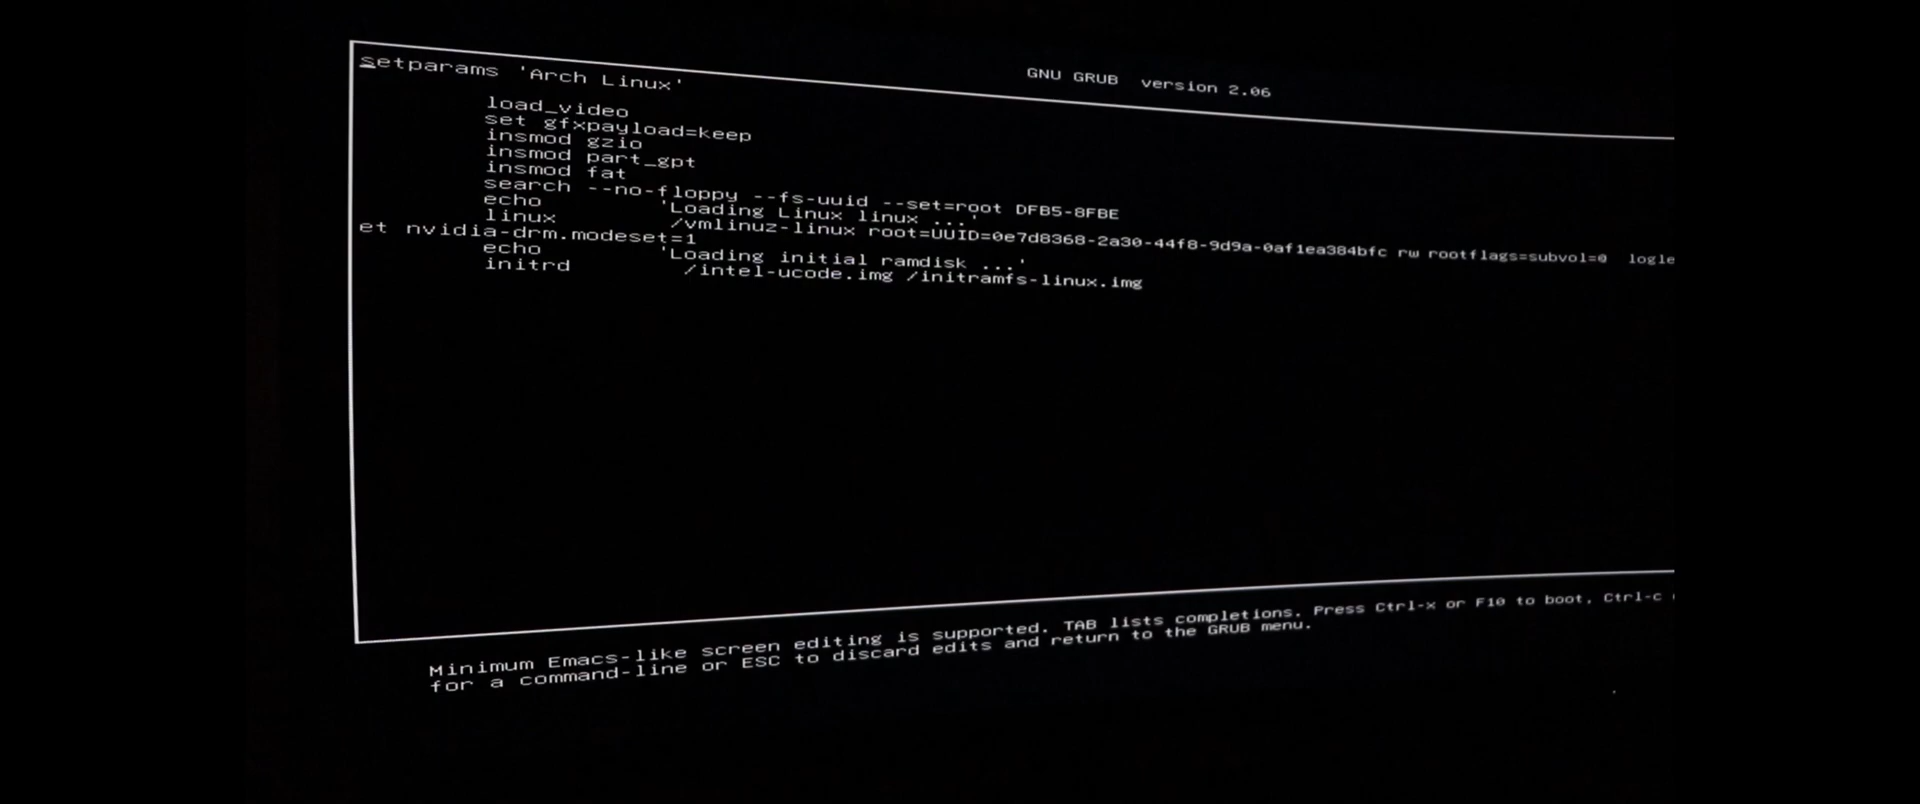 GNU GRUB version 2.06
setparams 'Arch Linux'
load_video
set gfxpayload=keep
insmod gzio
insmod part_gpt
insmod fat
search --no-floppy --fs-uuid --set=root DFB5-8FBE
echo 'Loading Linux linux ...'
linux /vmlinuz-linux root=UUID=0e7d8368-2a30-44f8-9d9a-0af1ea384bfc rw rootflags=subvol=@ logle
et nvidia-drm.modeset=1
echo 'Loading initial ramdisk ...'
initrd /intel-ucode.img /initramfs-linux.img
Minimum Emacs-like screen editing is supported. TAB lists completions. Press Ctrl-x or F10 to boot, Ctrl-c
for a command-line or ESC to discard edits and return to the GRUB menu.